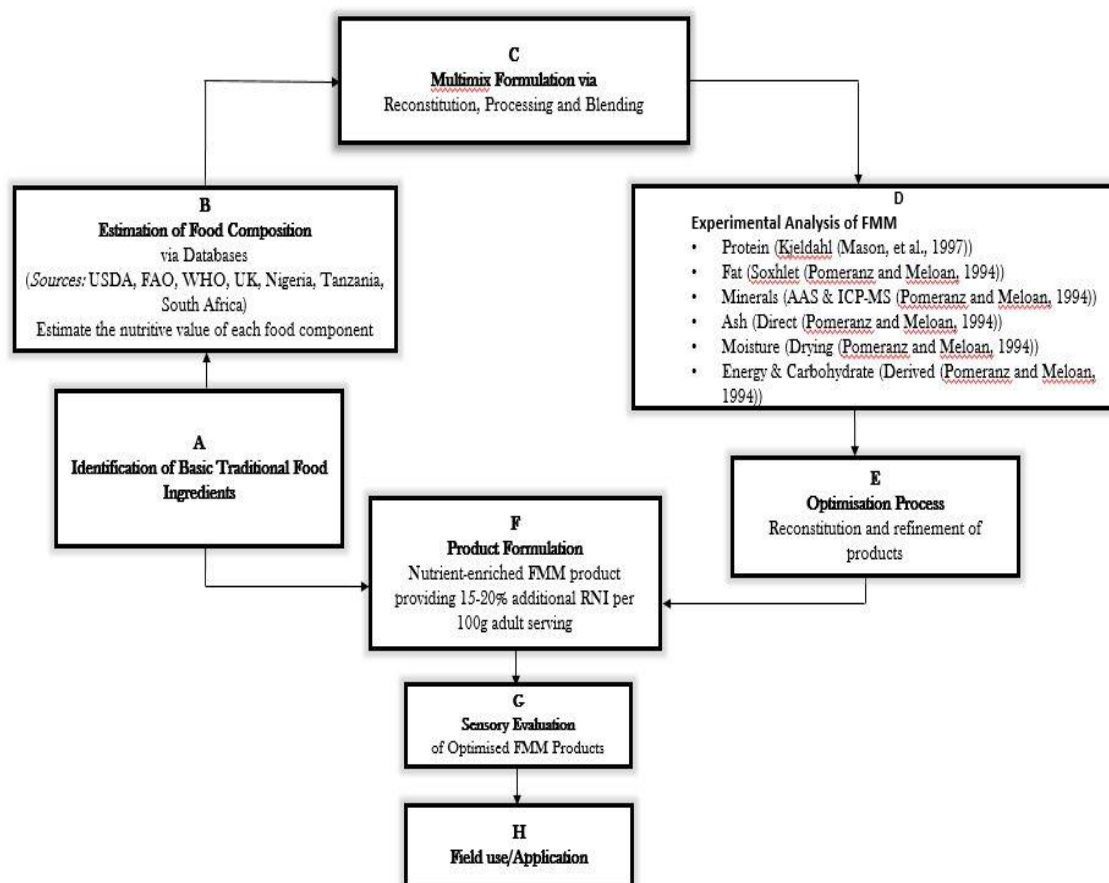 C
Multimix Formulation via
Reconstitution, Processing and Blending
B
Estimation of Food Composition
via Databases
(Sources: USDA, FAO, WHO, UK, Nigeria, Tanzania,
South Africa)
Estimate the nutritive value of each food component
D
Experimental Analysis of FMM
• Protein (Kjeldahl (Mason, et al., 1997))
• Fat (Soxhlet (Pomeranz and Meloan, 1994))
• Minerals (AAS & ICP-MS (Pomeranz and Meloan, 1994))
• Ash (Direct (Pomeranz and Meloan, 1994))
• Moisture (Drying (Pomeranz and Meloan, 1994))
• Energy & Carbohydrate (Derived (Pomeranz and Meloan,
1994))
A
Identification of Basic Traditional Food
Ingredients
E
Optimisation Process
Reconstitution and refinement of
products
F
Product Formulation
Nutrient-enriched FMM product
providing 15-20% additional RNI per
100g adult serving
G
Sensory Evaluation
of Optimised FMM Products
H
Field use/Application